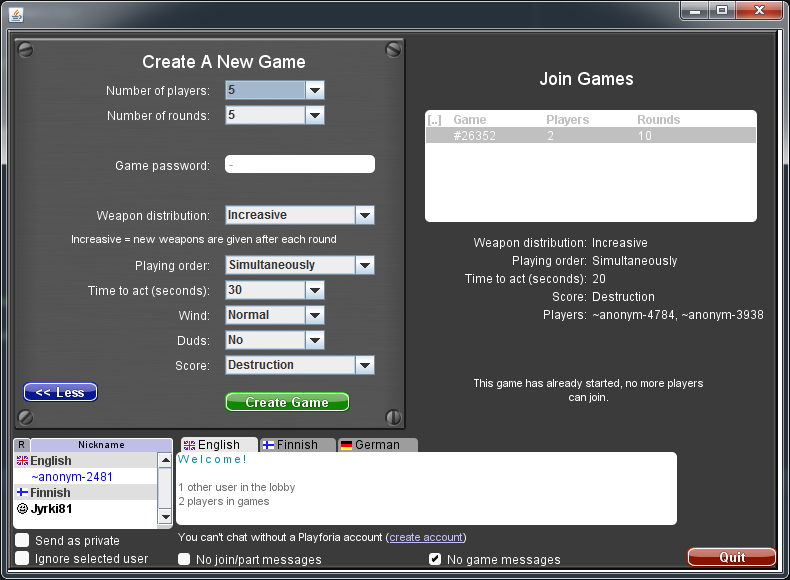 Create A New Game
Number of players: 5
Number of rounds: 5
Game password: -
Weapon distribution: Increasive
Increasive = new weapons are given after each round
Playing order: Simultaneously
Time to act (seconds): 30
Wind: Normal
Duds: No
Score: Destruction
<< Less
Create Game
Join Games
[..] Game Players Rounds
#26352 2 10
Weapon distribution: Increasive
Playing order: Simultaneously
Time to act (seconds): 20
Score: Destruction
Players: ~anonym-4784, ~anonym-3938
This game has already started, no more players
can join.
R Nickname
English
~anonym-2481
Finnish
Jyrki81
Send as private
Ignore selected user
English Finnish German
Welcome!
1 other user in the lobby
2 players in games
You can't chat without a Playforia account (create account)
No join/part messages
No game messages
Quit